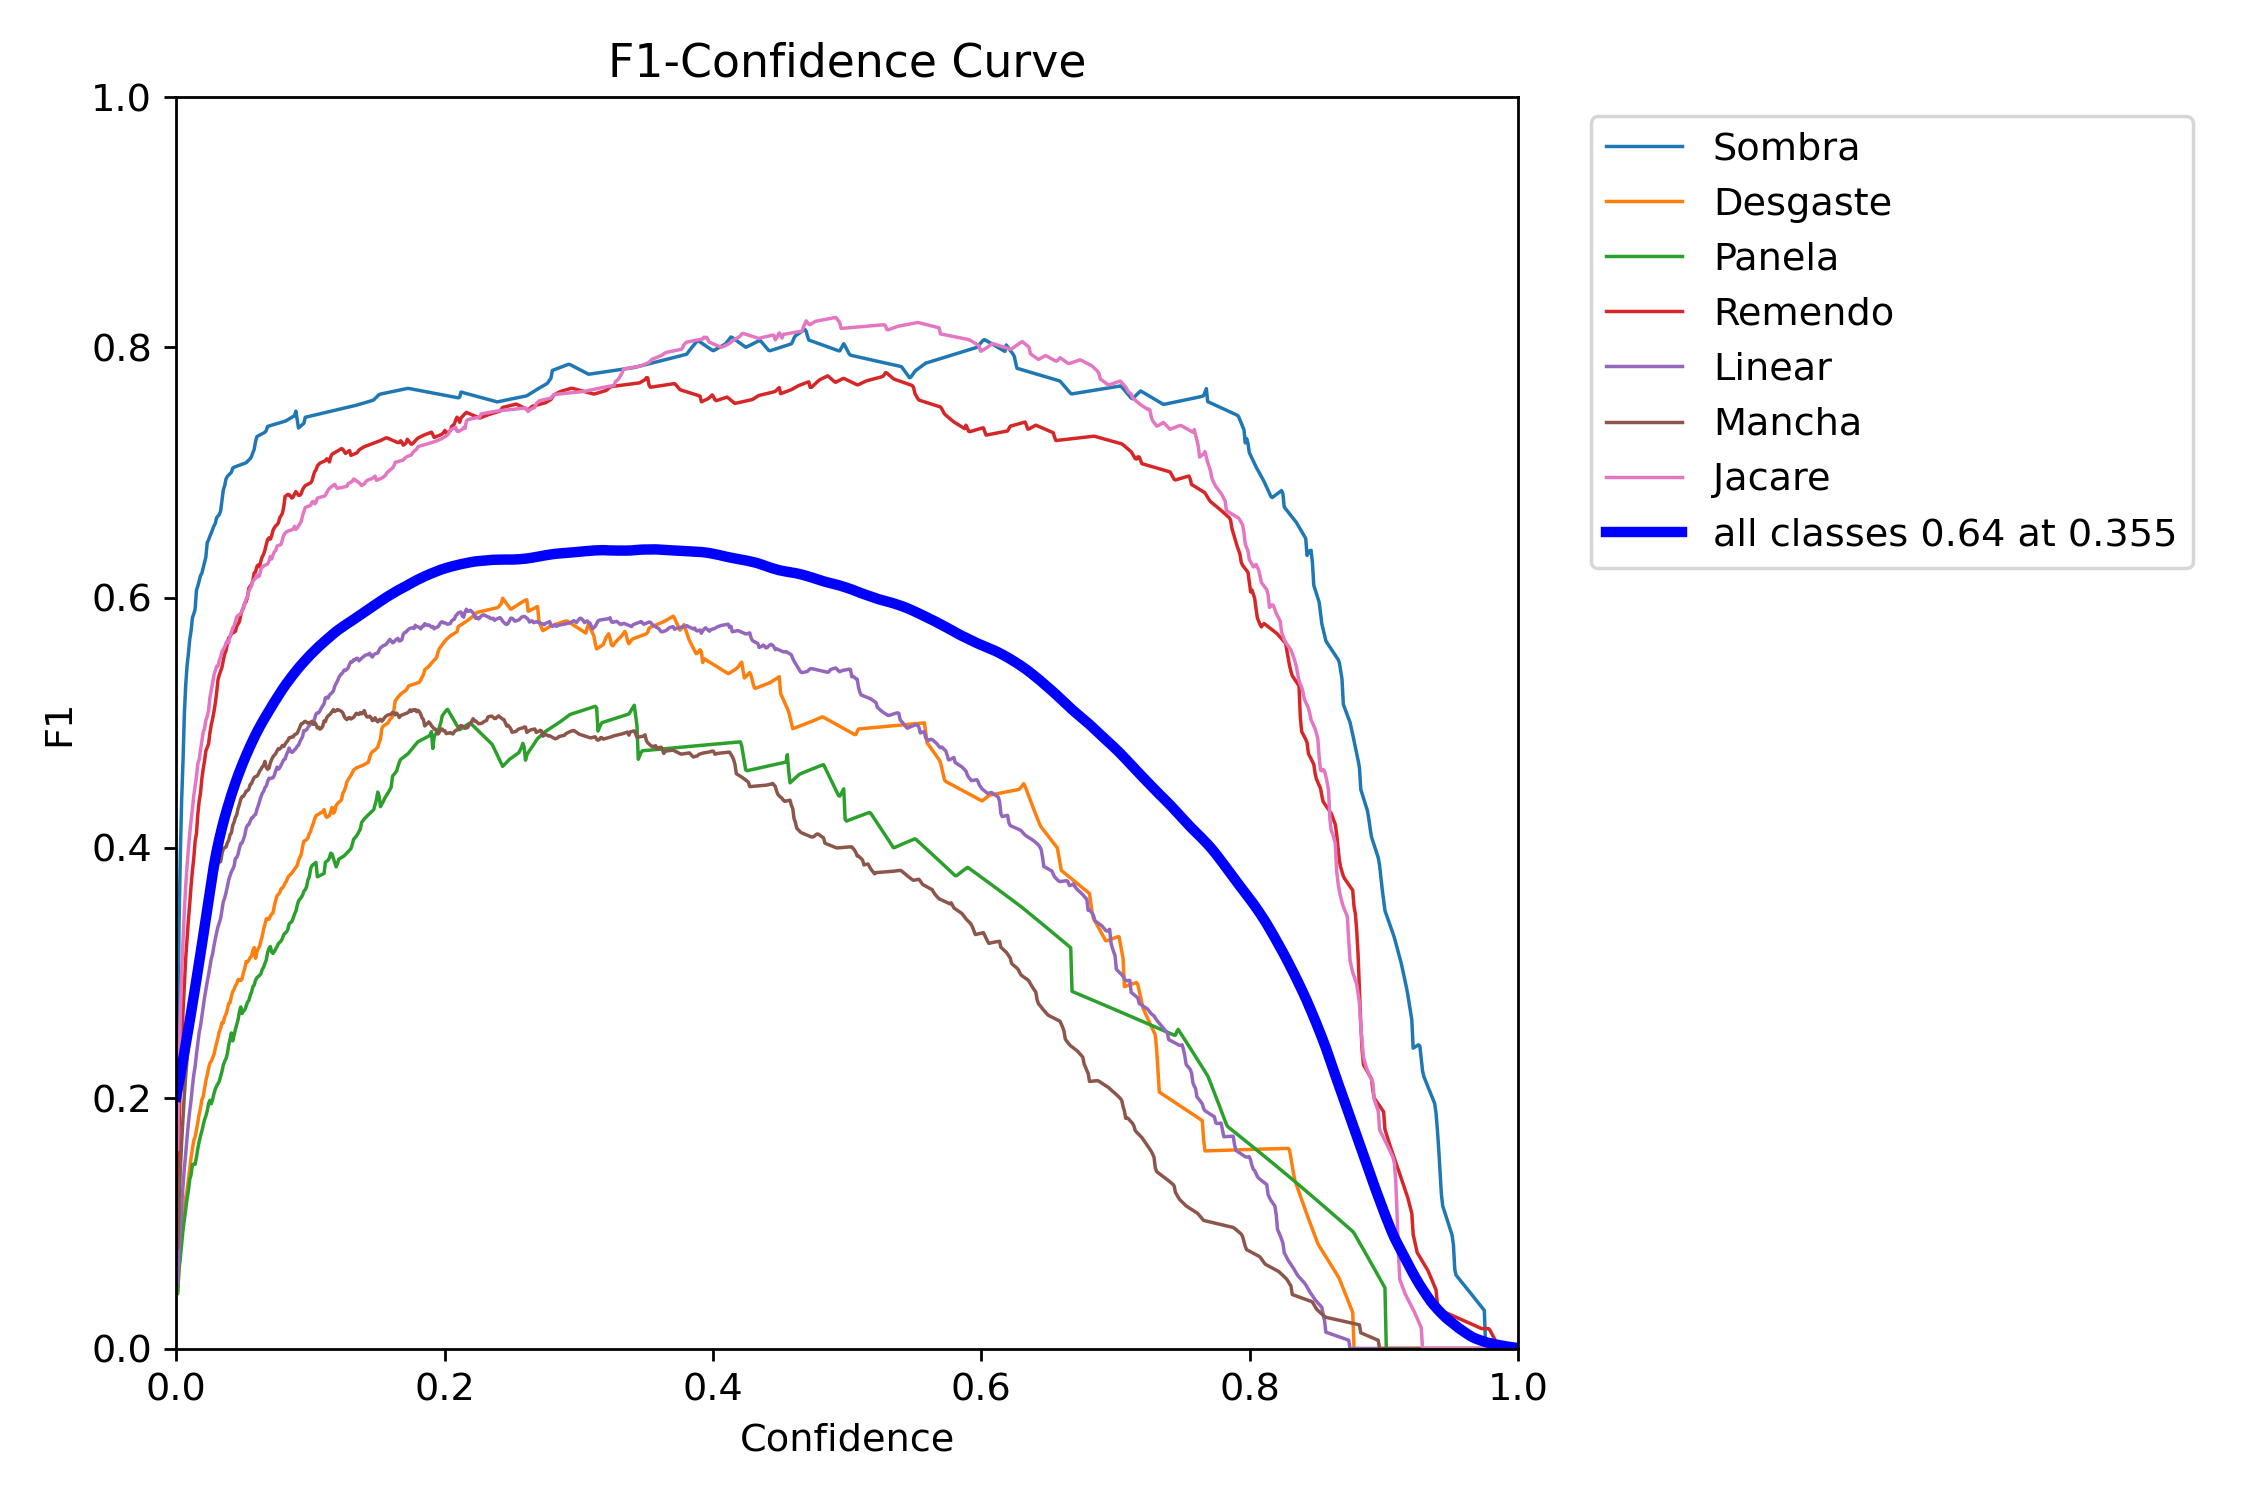 F1-Confidence Curve
1.0
0.8
0.6
0.4
0.2
0.0
F1
0.0 0.2 0.4 0.6 0.8 1.0
Confidence
Sombra
Desgaste
Panela
Remendo
Linear
Mancha
Jacare
all classes 0.64 at 0.355